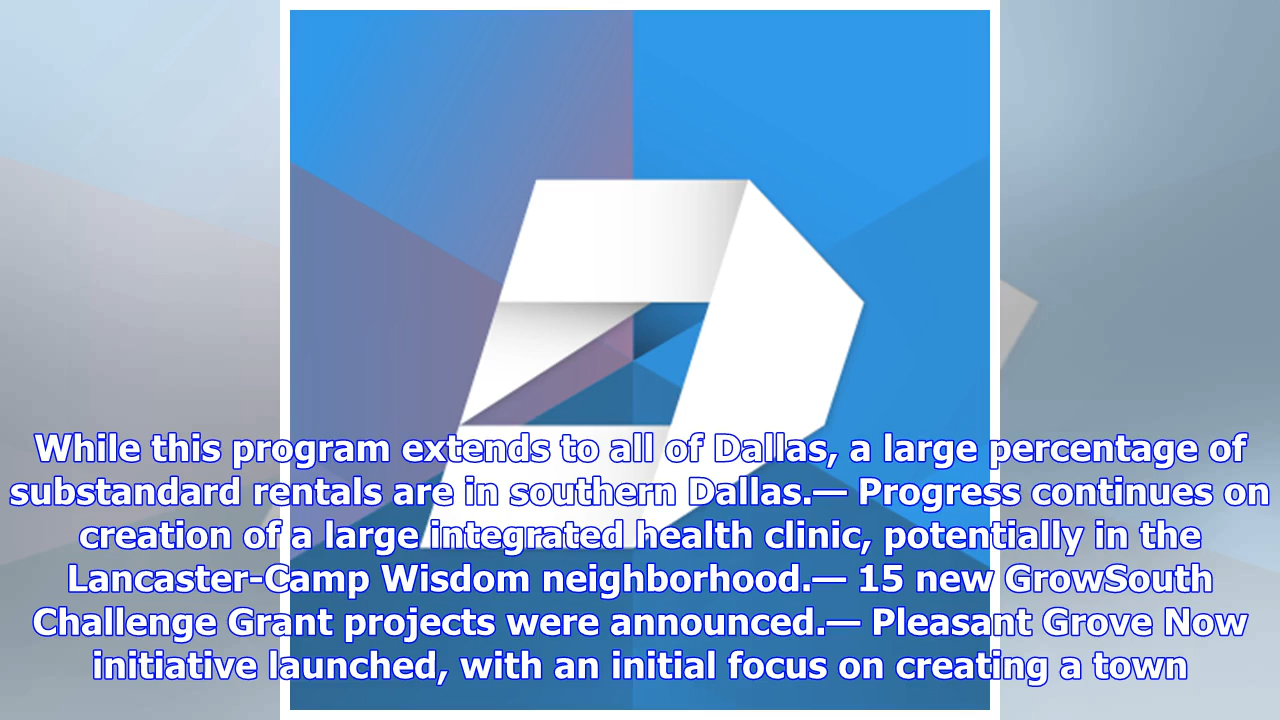 While this program extends to all of Dallas, a large percentage of
substandard rentals are in southern Dallas.— Progress continues on
creation of a large integrated health clinic, potentially in the
Lancaster-Camp Wisdom neighborhood.— 15 new GrowSouth
Challenge Grant projects were announced.— Pleasant Grove Now
initiative launched, with an initial focus on creating a town